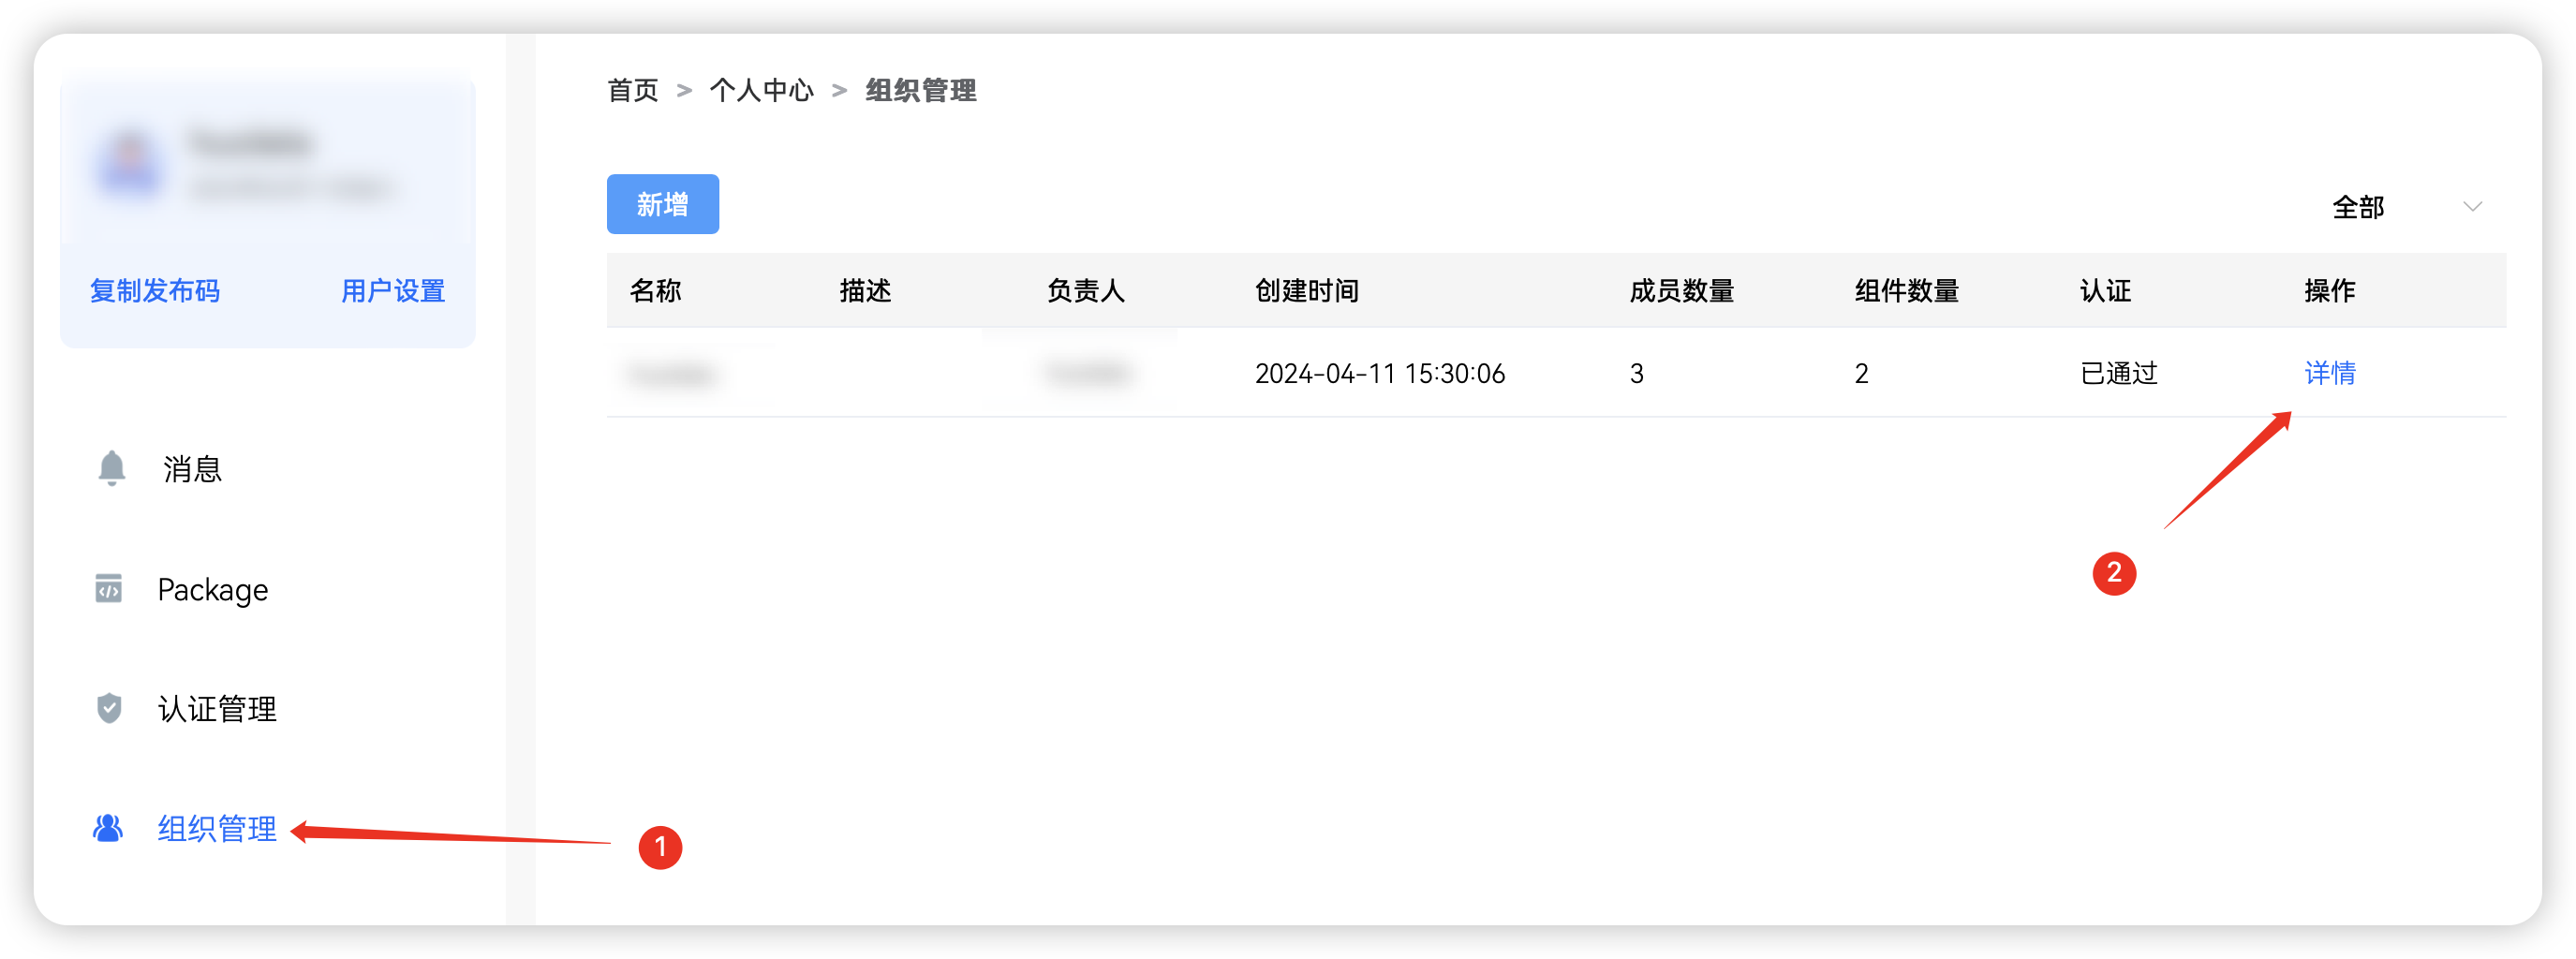 复制发布码 用户设置
消息
Package
认证管理
组织管理
1
首页 > 个人中心 > 组织管理
新增
全部
名称 描述 负责人 创建时间 成员数量 组件数量 认证 操作
2024-04-11 15:30:06 3 2 已通过 详情
2